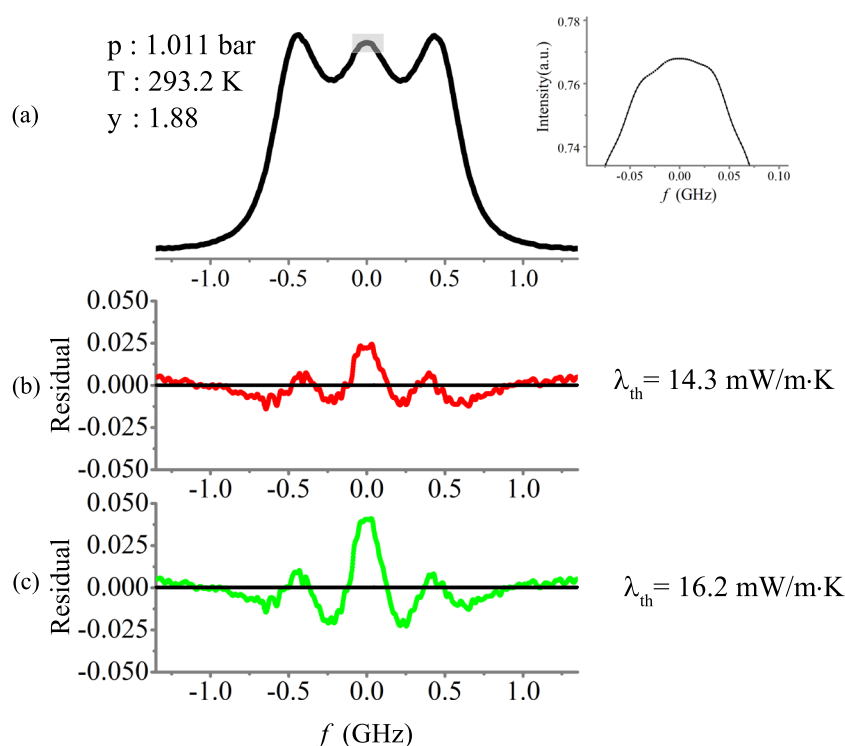 (a)
p : 1.011 bar
T : 293.2 K
y : 1.88
0.78
0.76
0.74
Intensity(a.u.)
-0.05 0.00 0.05 0.10
f (GHz)
-1.0 -0.5 0.0 0.5 1.0
(b)
Residual
0.050
0.025
0.000
-0.025
-0.050
-1.0 -0.5 0.0 0.5 1.0
λth= 14.3 mW/m·K
(c)
Residual
0.050
0.025
0.000
-0.025
-0.050
-1.0 -0.5 0.0 0.5 1.0
λth= 16.2 mW/m·K
f (GHz)